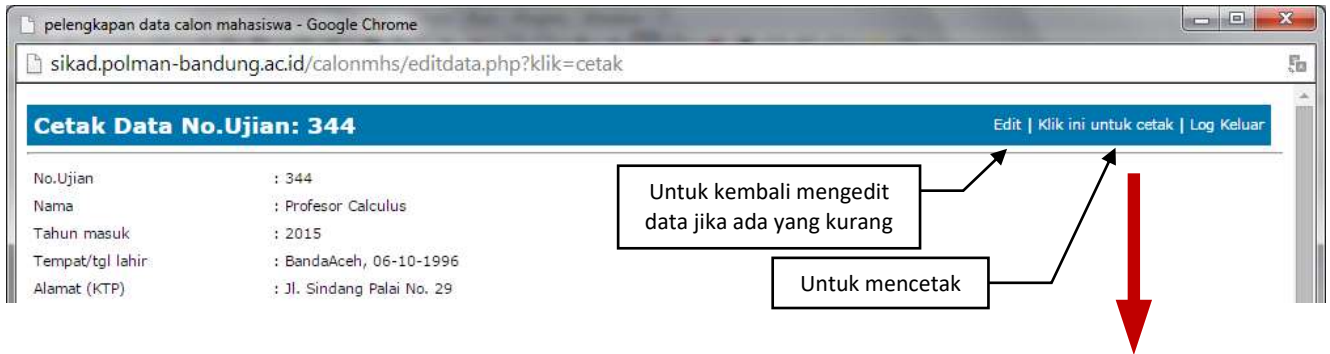 pelengkapan data calon mahasiswa - Google Chrome
sikad.polman-bandung.ac.id/calonmhs/editdata.php?klik=cetak
Cetak Data No.Ujian: 344
Edit | Klik ini untuk cetak | Log Keluar
No.Ujian : 344
Nama : Profesor Calculus
Tahun masuk : 2015
Tempat/tgl lahir : BandaAceh, 06-10-1996
Alamat (KTP) : Jl. Sindang Palai No. 29
Untuk kembali mengedit
data jika ada yang kurang
Untuk mencetak